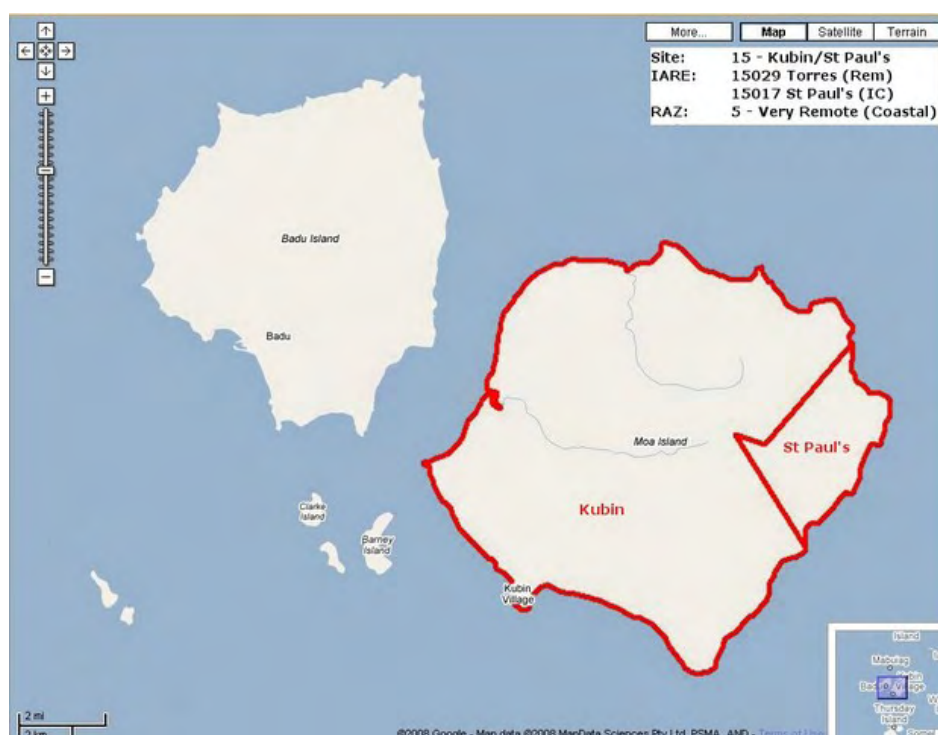 More...
Map
Satellite
Terrain
Site: 15 - Kubin/St Paul's
IARE: 15029 Torres (Rem)
15017 St Paul's (IC)
RAZ: 5 - Very Remote (Coastal)
Badu Island
Badu
Moa Island
St Paul's
Kubin
Clarke
Island
Barney
Island
Kubin
Village
Island
Mabuiag
Kubin
Village
Thursday
Island
2 mi
2 km
©2008 Google - Map data ©2008 MapData Sciences Pty Ltd, PSMA, AND - Terms of Use